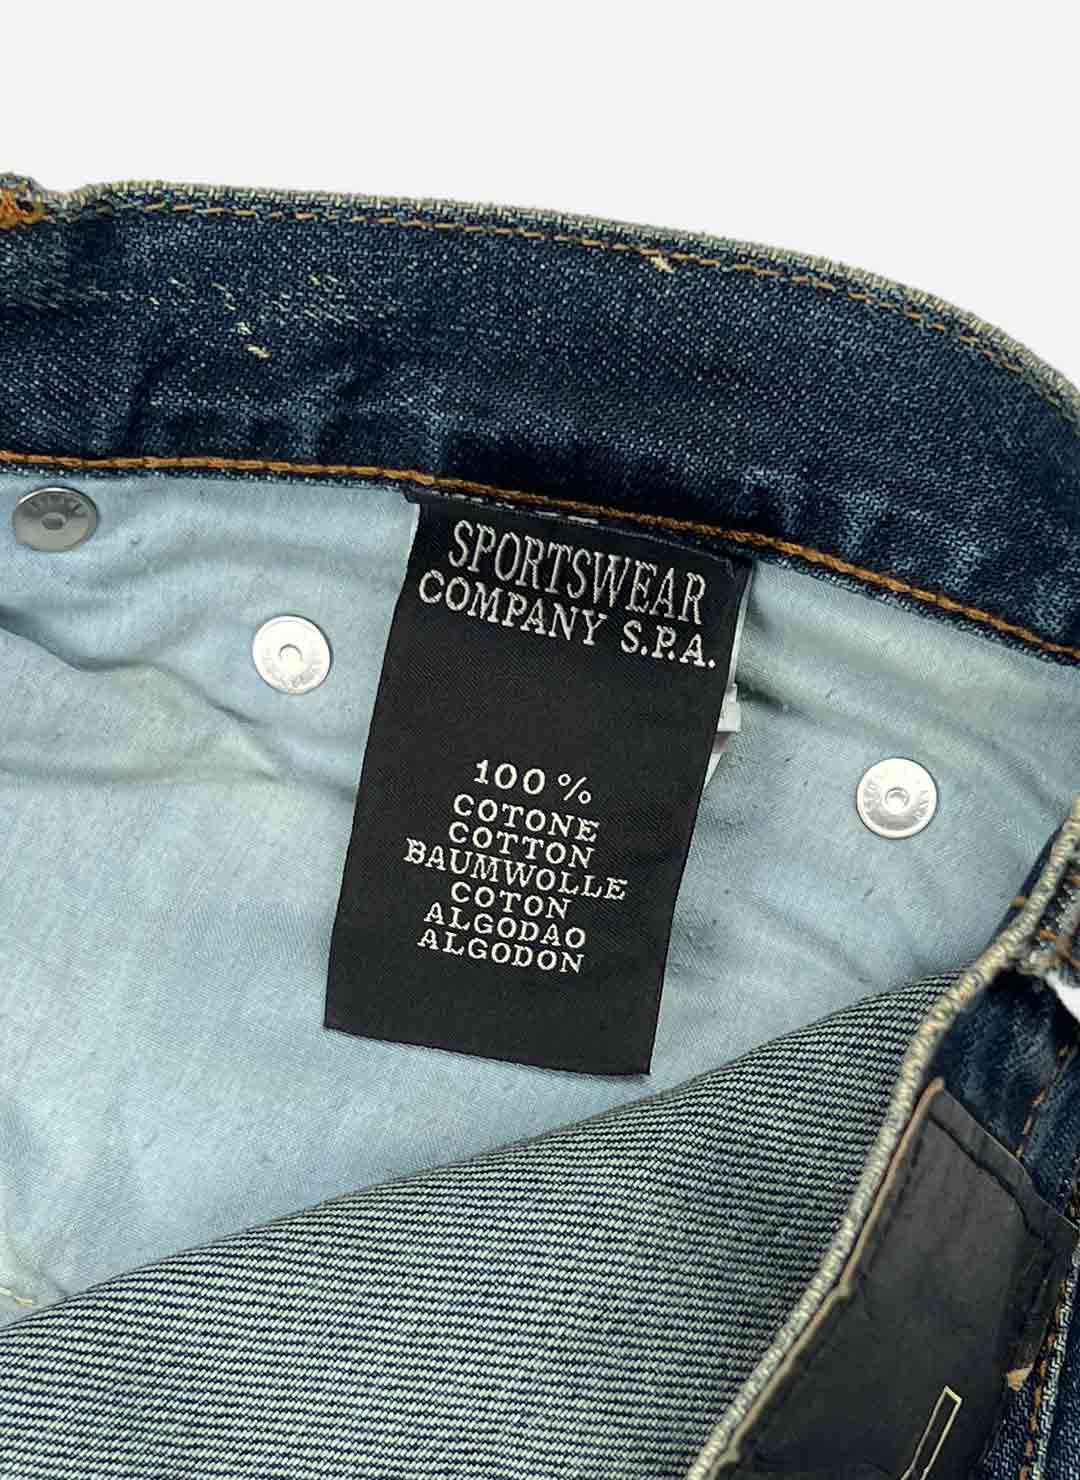 SPORTSWEAR
COMPANY S.P.A.
100 %
COTONE
COTTON
BAUMWOLLE
COTON
ALGODAO
ALGODON